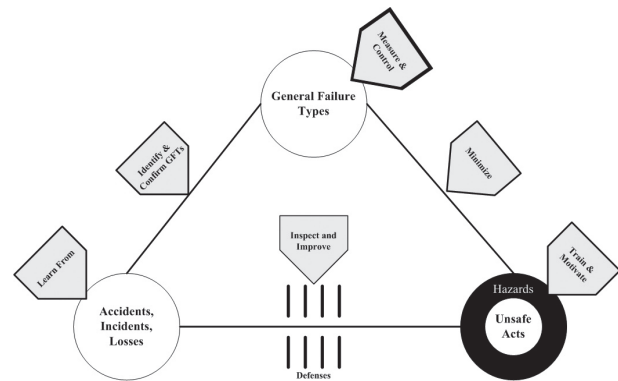 Measure &
Control
General Failure
Types
Identify &
Confirm GFTs
Minimize
Inspect and
Improve
Learn From
Train &
Motivate
Hazards
Accidents,
Incidents,
Losses
Unsafe
Acts
Defenses